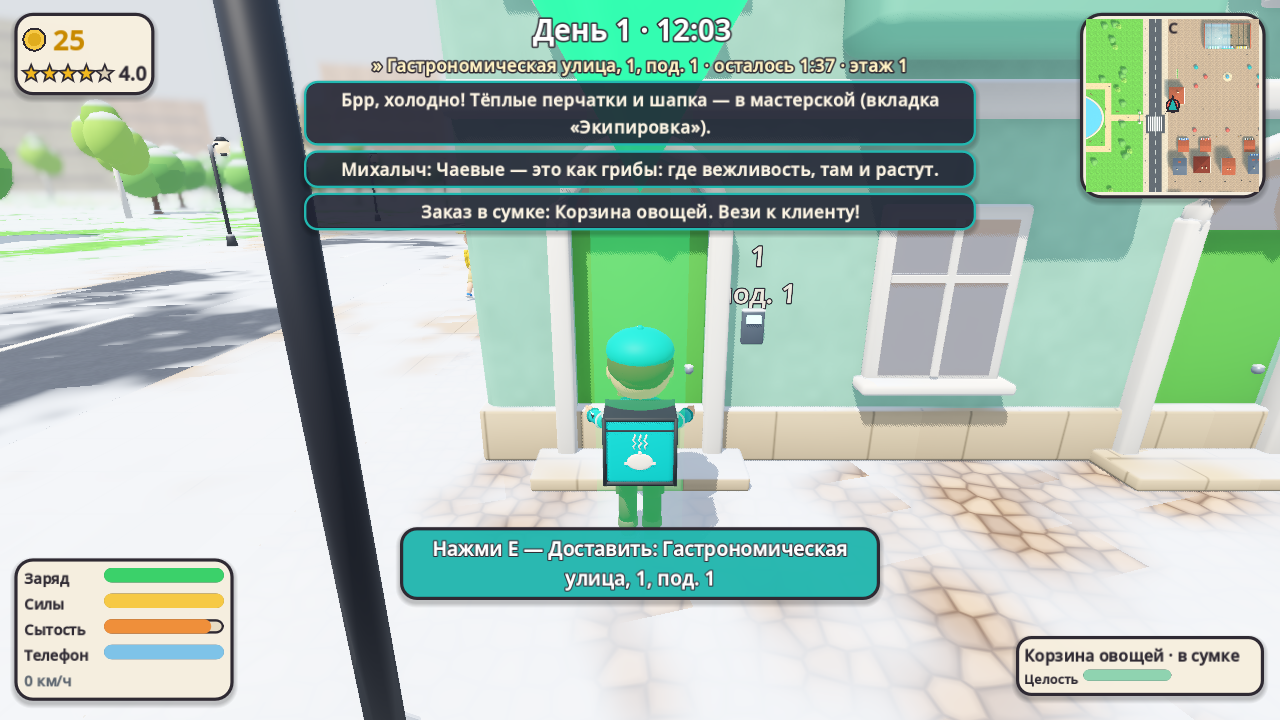 25
4.0
День 1 · 12:03
» Гастрономическая улица, 1, под. 1 · осталось 1:37 · этаж 1
Брр, холодно! Тёплые перчатки и шапка — в мастерской (вкладка
«Экипировка»).
Михалыч: Чаевые — это как грибы: где вежливость, там и растут.
Заказ в сумке: Корзина овощей. Вези к клиенту!
С
1
под. 1
Нажми E — Доставить: Гастрономическая
улица, 1, под. 1
Заряд
Силы
Сытость
Телефон
0 км/ч
Корзина овощей · в сумке
Целость